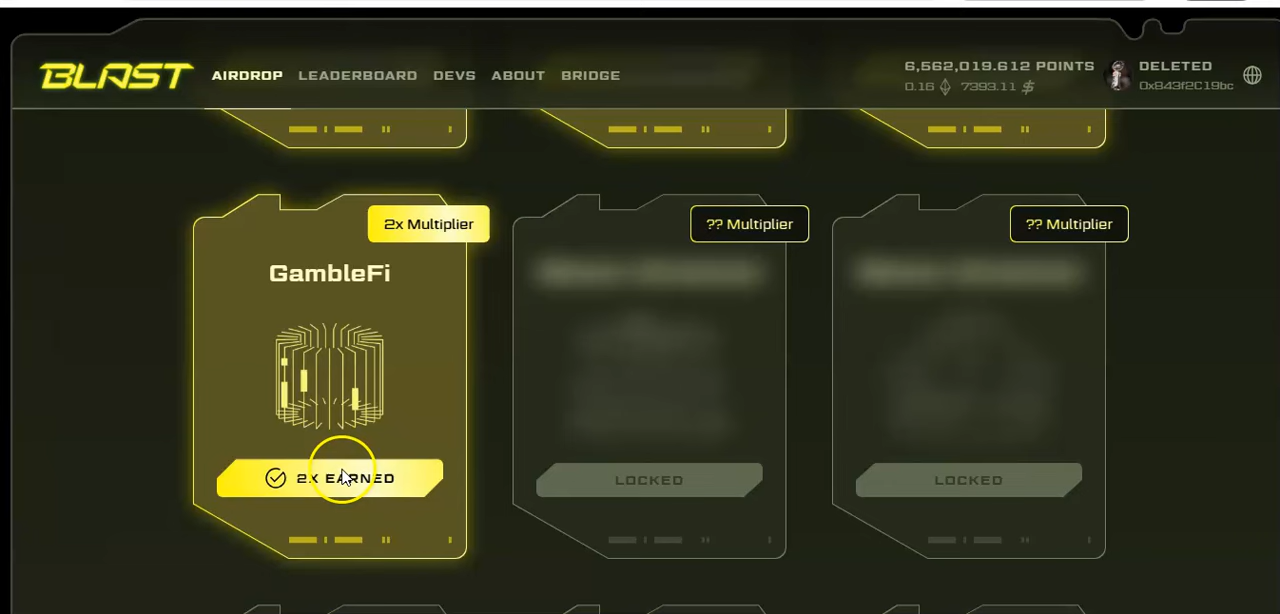 BLAST AIRDROP LEADERBOARD DEVS ABOUT BRIDGE
6,562,019.612 POINTS
0.16 7393.11
DELETED
0xB43f2C19bc
2x Multiplier
GambleFi
2X EARNED
?? Multiplier
LOCKED
?? Multiplier
LOCKED